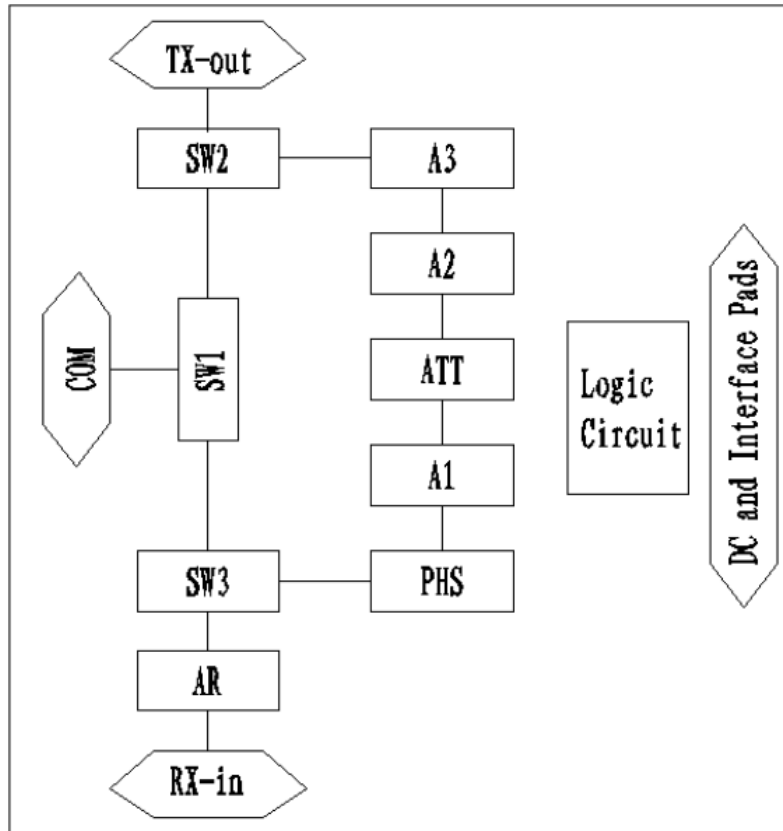 TX-out
SW2
A3
A2
COM
SW1
ATT
Logic
Circuit
DC and Interface Pads
A1
SW3
PHS
AR
RX-in